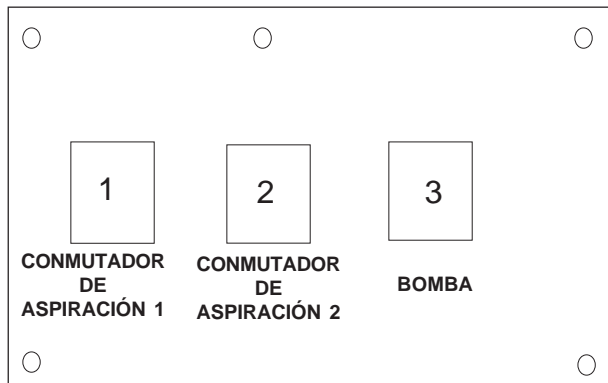 1
2
3
CONMUTADOR
DE
ASPIRACIÓN 1
CONMUTADOR
DE
ASPIRACIÓN 2
BOMBA